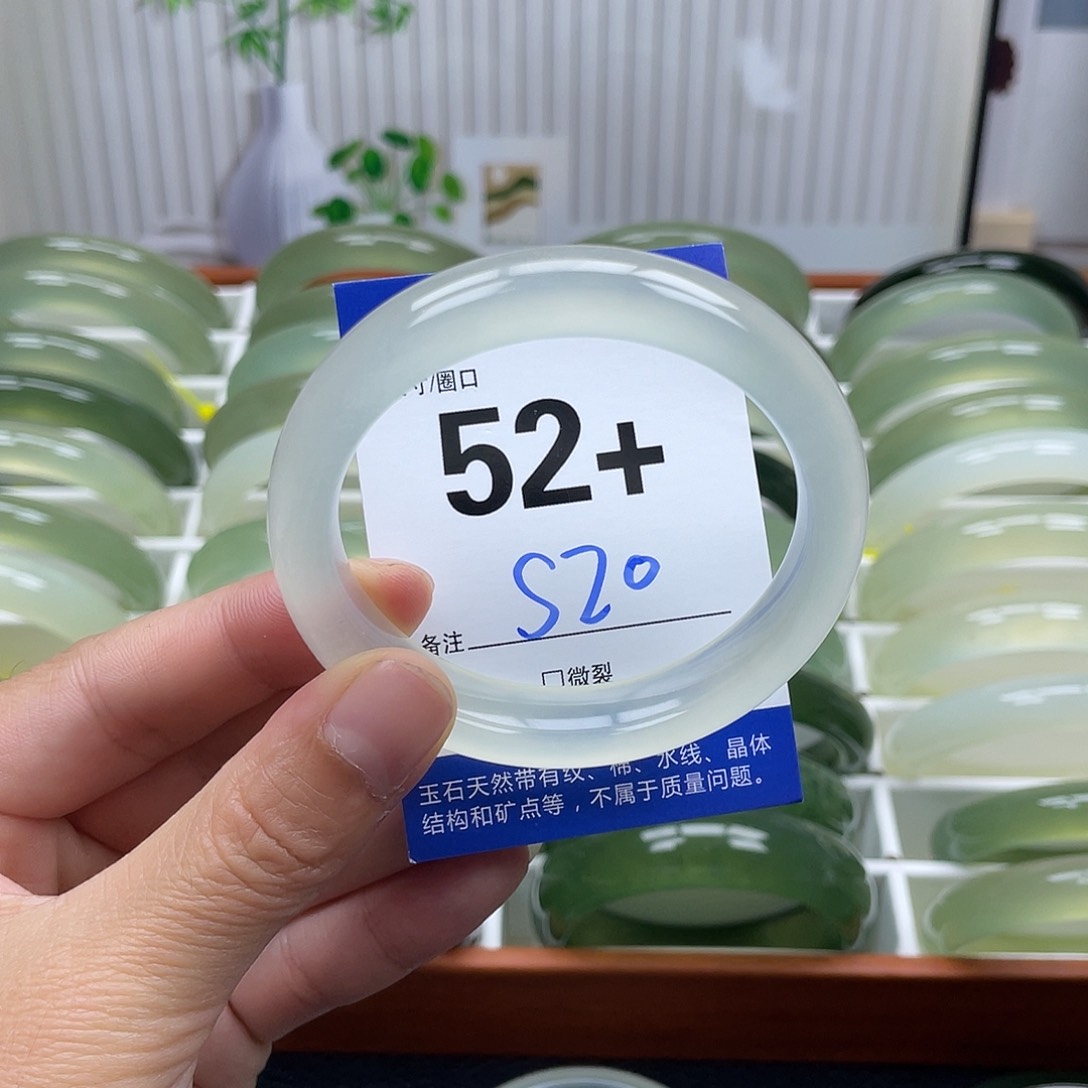 寸/圈口
52+
520
备注
□微裂
玉石天然带有纹、棉、水线、晶体
结构和矿点等，不属于质量问题。